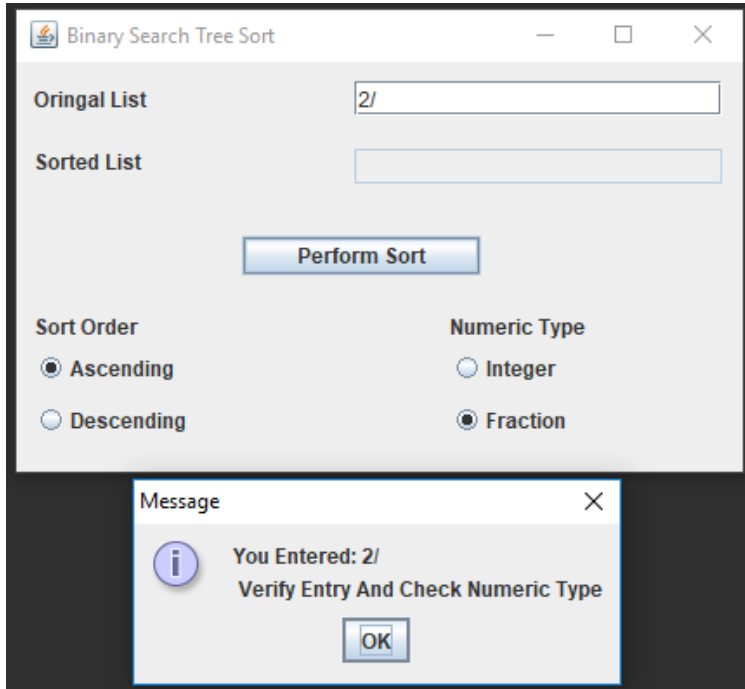 Binary Search Tree Sort
Oringal List
2/
Sorted List
Perform Sort
Sort Order
Numeric Type
Ascending
Integer
Descending
Fraction
Message
You Entered: 2/
Verify Entry And Check Numeric Type
OK